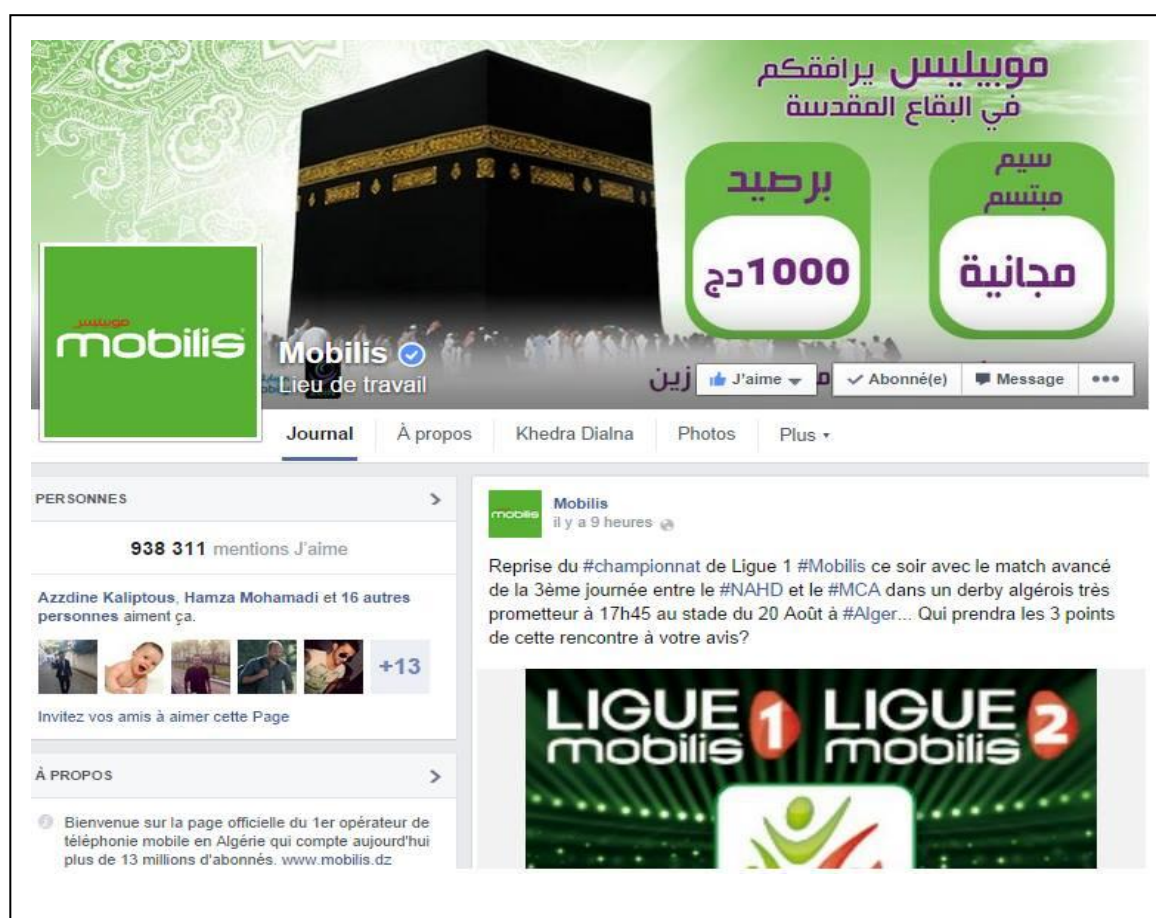 موبيليس يرافقكم
في البقاع المقدسة
سيم
مبتسم
مجانية
برصيد
1000دج
موبيليس
mobilis
Mobilis
Lieu de travail
زين
J'aime
Abonné(e)
Message
Journal
À propos
Khedra Dialna
Photos
Plus
PERSONNES
938 311 mentions J'aime
Azzdine Kaliptous, Hamza Mohamadi et 16 autres
personnes aiment ça.
+13
Invitez vos amis à aimer cette Page
À PROPOS
Bienvenue sur la page officielle du 1er opérateur de
téléphonie mobile en Algérie qui compte aujourd'hui
plus de 13 millions d'abonnés. www.mobilis.dz
mobilis
Mobilis
il y a 9 heures
Reprise du #championnat de Ligue 1 #Mobilis ce soir avec le match avancé
de la 3ème journée entre le #NAHD et le #MCA dans un derby algérois très
prometteur à 17h45 au stade du 20 Août à #Alger... Qui prendra les 3 points
de cette rencontre à votre avis?
LIGUE 1 LIGUE 2
mobilis mobilis